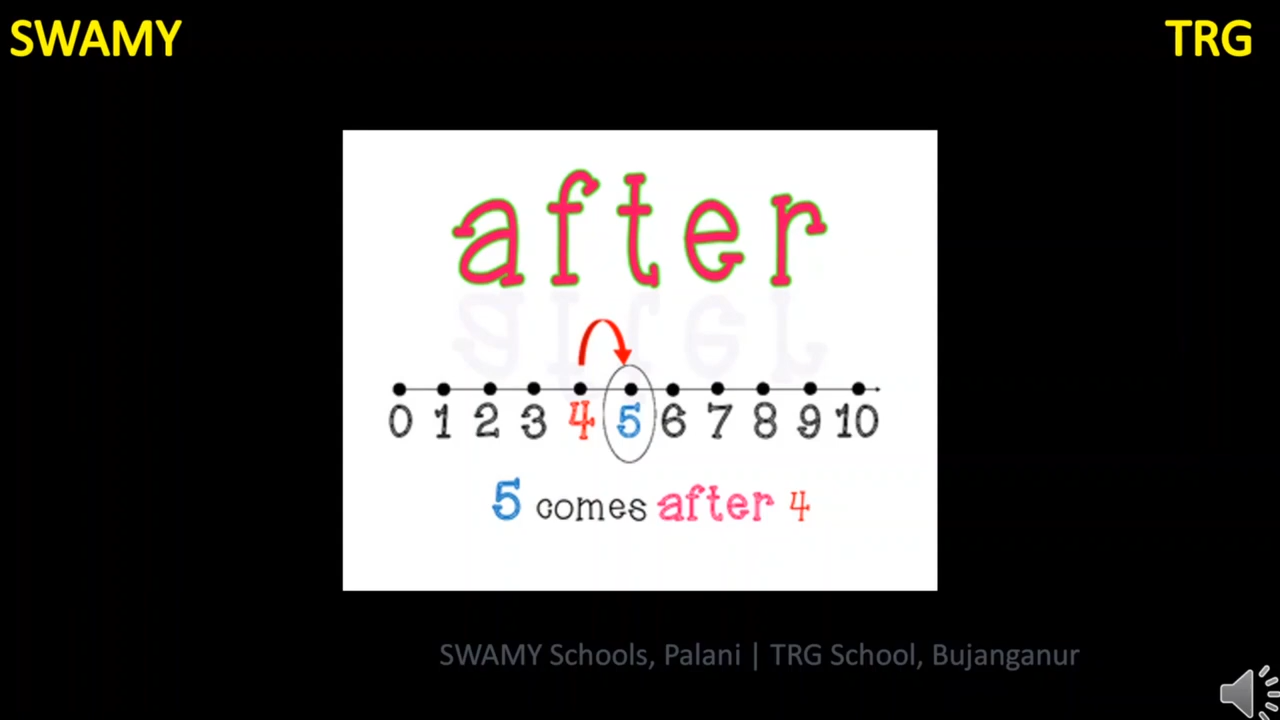 SWAMY
TRG
after
0 1 2 3 4 5 6 7 8 9 10
5 comes after 4
SWAMY Schools, Palani | TRG School, Bujanganur